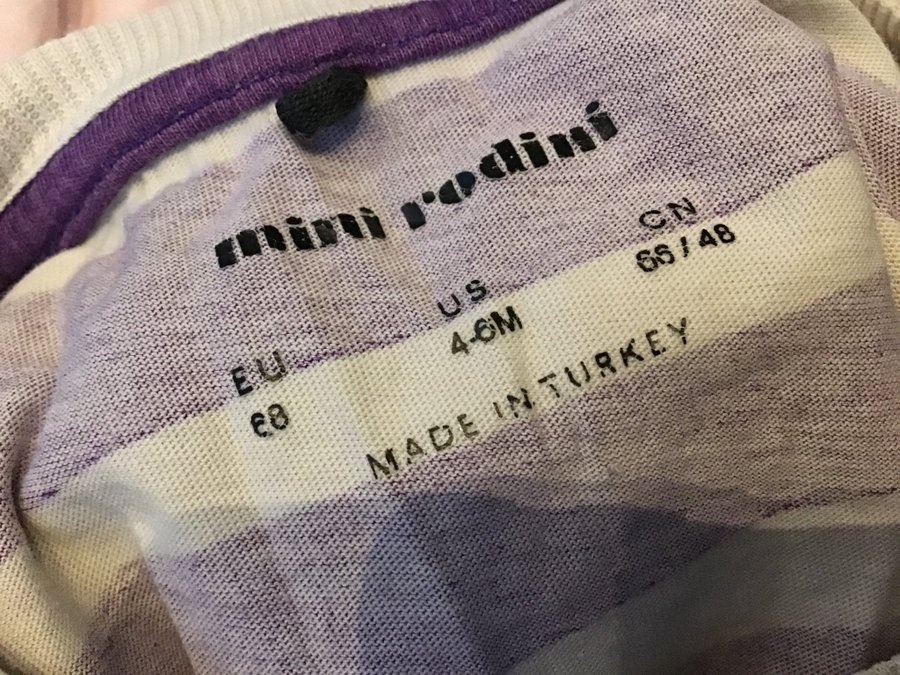 mini rodini
EU US CN
68 4-6M 66/48
MADE IN TURKEY